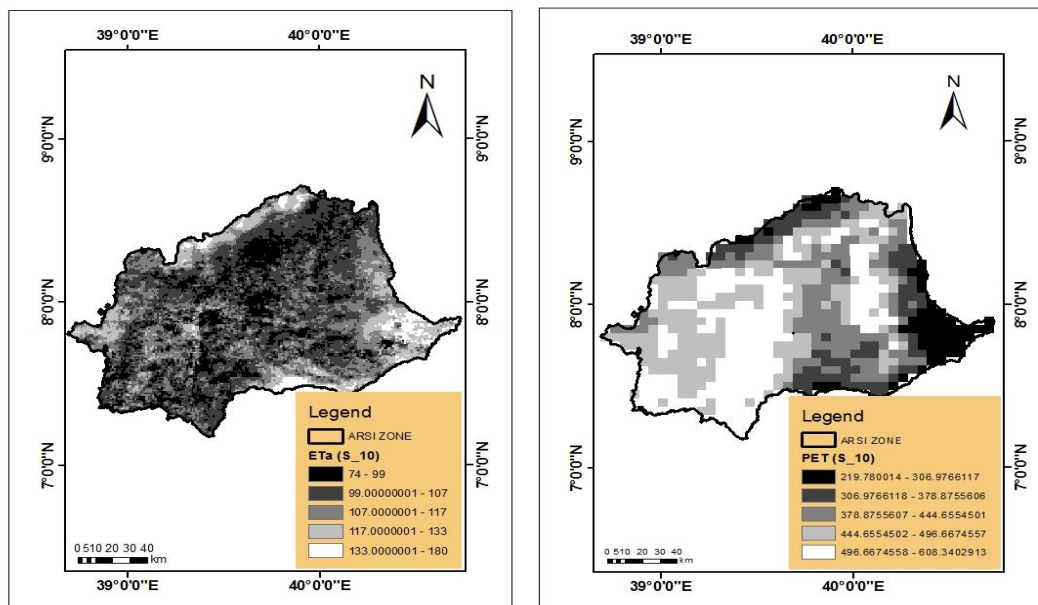 39°0'0"E 40°0'0"E
N
9°0'0"N 9°0'0"N
8°0'0"N 8°0'0"N
7°0'0"N 7°0'0"N
Legend
ARSI ZONE
ETa (S_10)
74 - 99
99.00000001 - 107
107.0000001 - 117
117.0000001 - 133
133.0000001 - 180
0 510 20 30 40
km
39°0'0"E 40°0'0"E
39°0'0"E 40°0'0"E
N
9°0'0"N 9°0'0"N
8°0'0"N 8°0'0"N
7°0'0"N 7°0'0"N
Legend
ARSI ZONE
PET (S_10)
219.780014 - 306.9766117
306.9766118 - 378.8755606
378.8755607 - 444.6554501
444.6554502 - 496.6674557
496.6674558 - 608.3402913
0 510 20 30 40
km
39°0'0"E 40°0'0"E